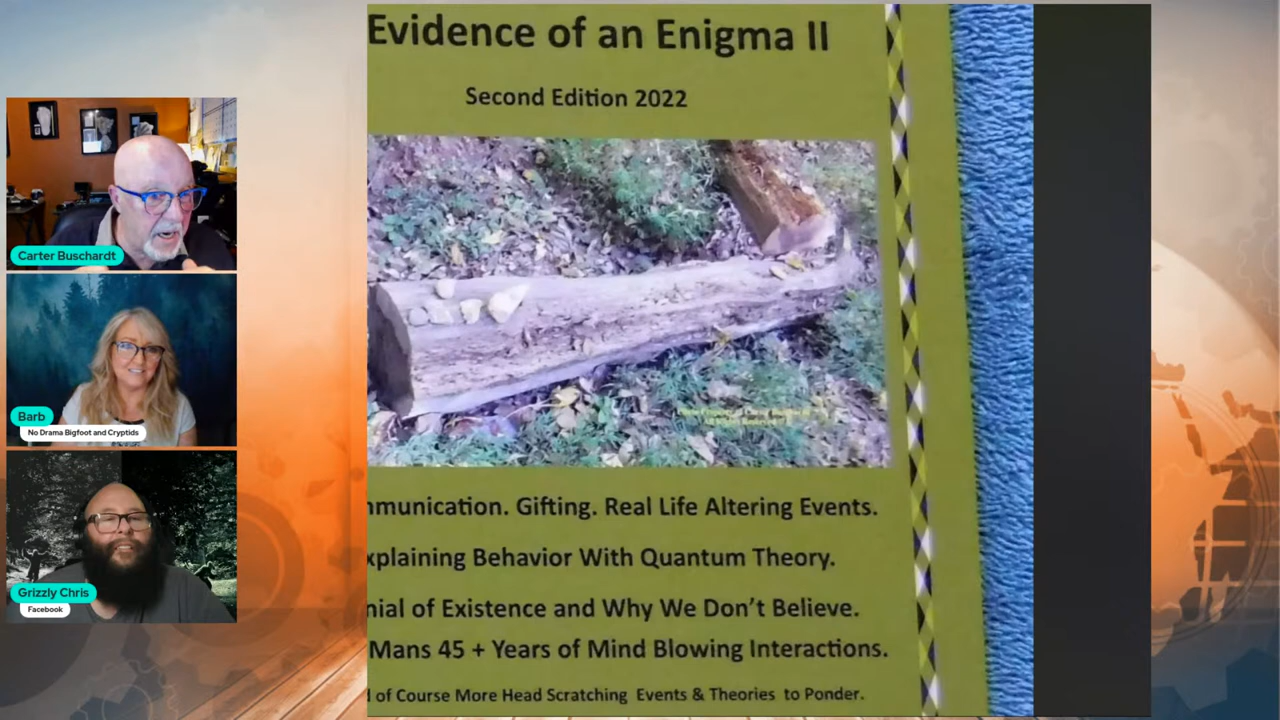 Carter Buschardt
Barb
No Drama Bigfoot and Cryptids
Grizzly Chris
Facebook
Evidence of an Enigma II
Second Edition 2022
mmunication. Gifting. Real Life Altering Events.
xplaining Behavior With Quantum Theory.
nial of Existence and Why We Don't Believe.
Mans 45 + Years of Mind Blowing Interactions.
d of Course More Head Scratching Events & Theories to Ponder.